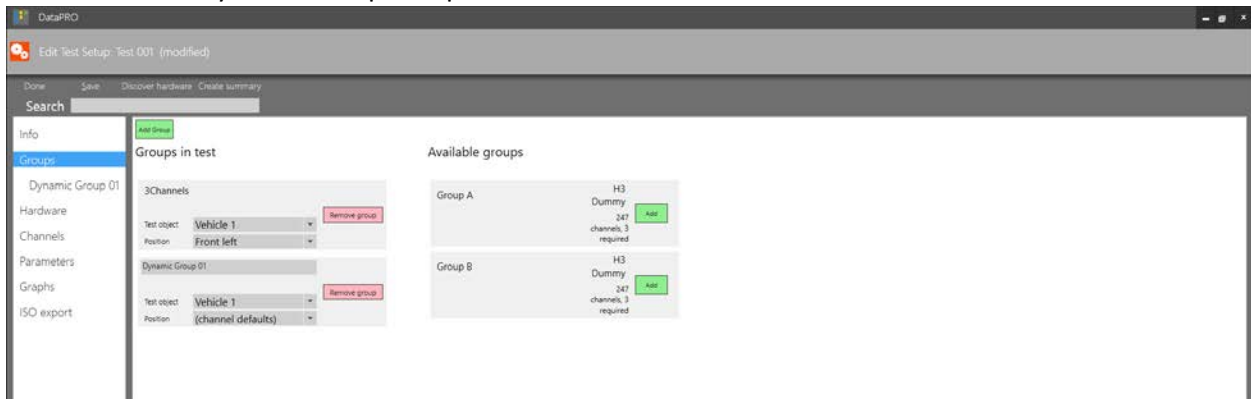 DataPRO
Edit Test Setup: Test 001 (modified)
Done Save Discover hardware Create summary
Search
Info
Groups
Dynamic Group 01
Hardware
Channels
Parameters
Graphs
ISO export
Add Group
Groups in test
3Channels
Remove group
Test object Vehicle 1
Position Front left
Dynamic Group 01
Remove group
Test object Vehicle 1
Position (channel defaults)
Available groups
Group A
H3
Dummy
247
channels, 3
required
Add
Group B
H3
Dummy
247
channels, 3
required
Add